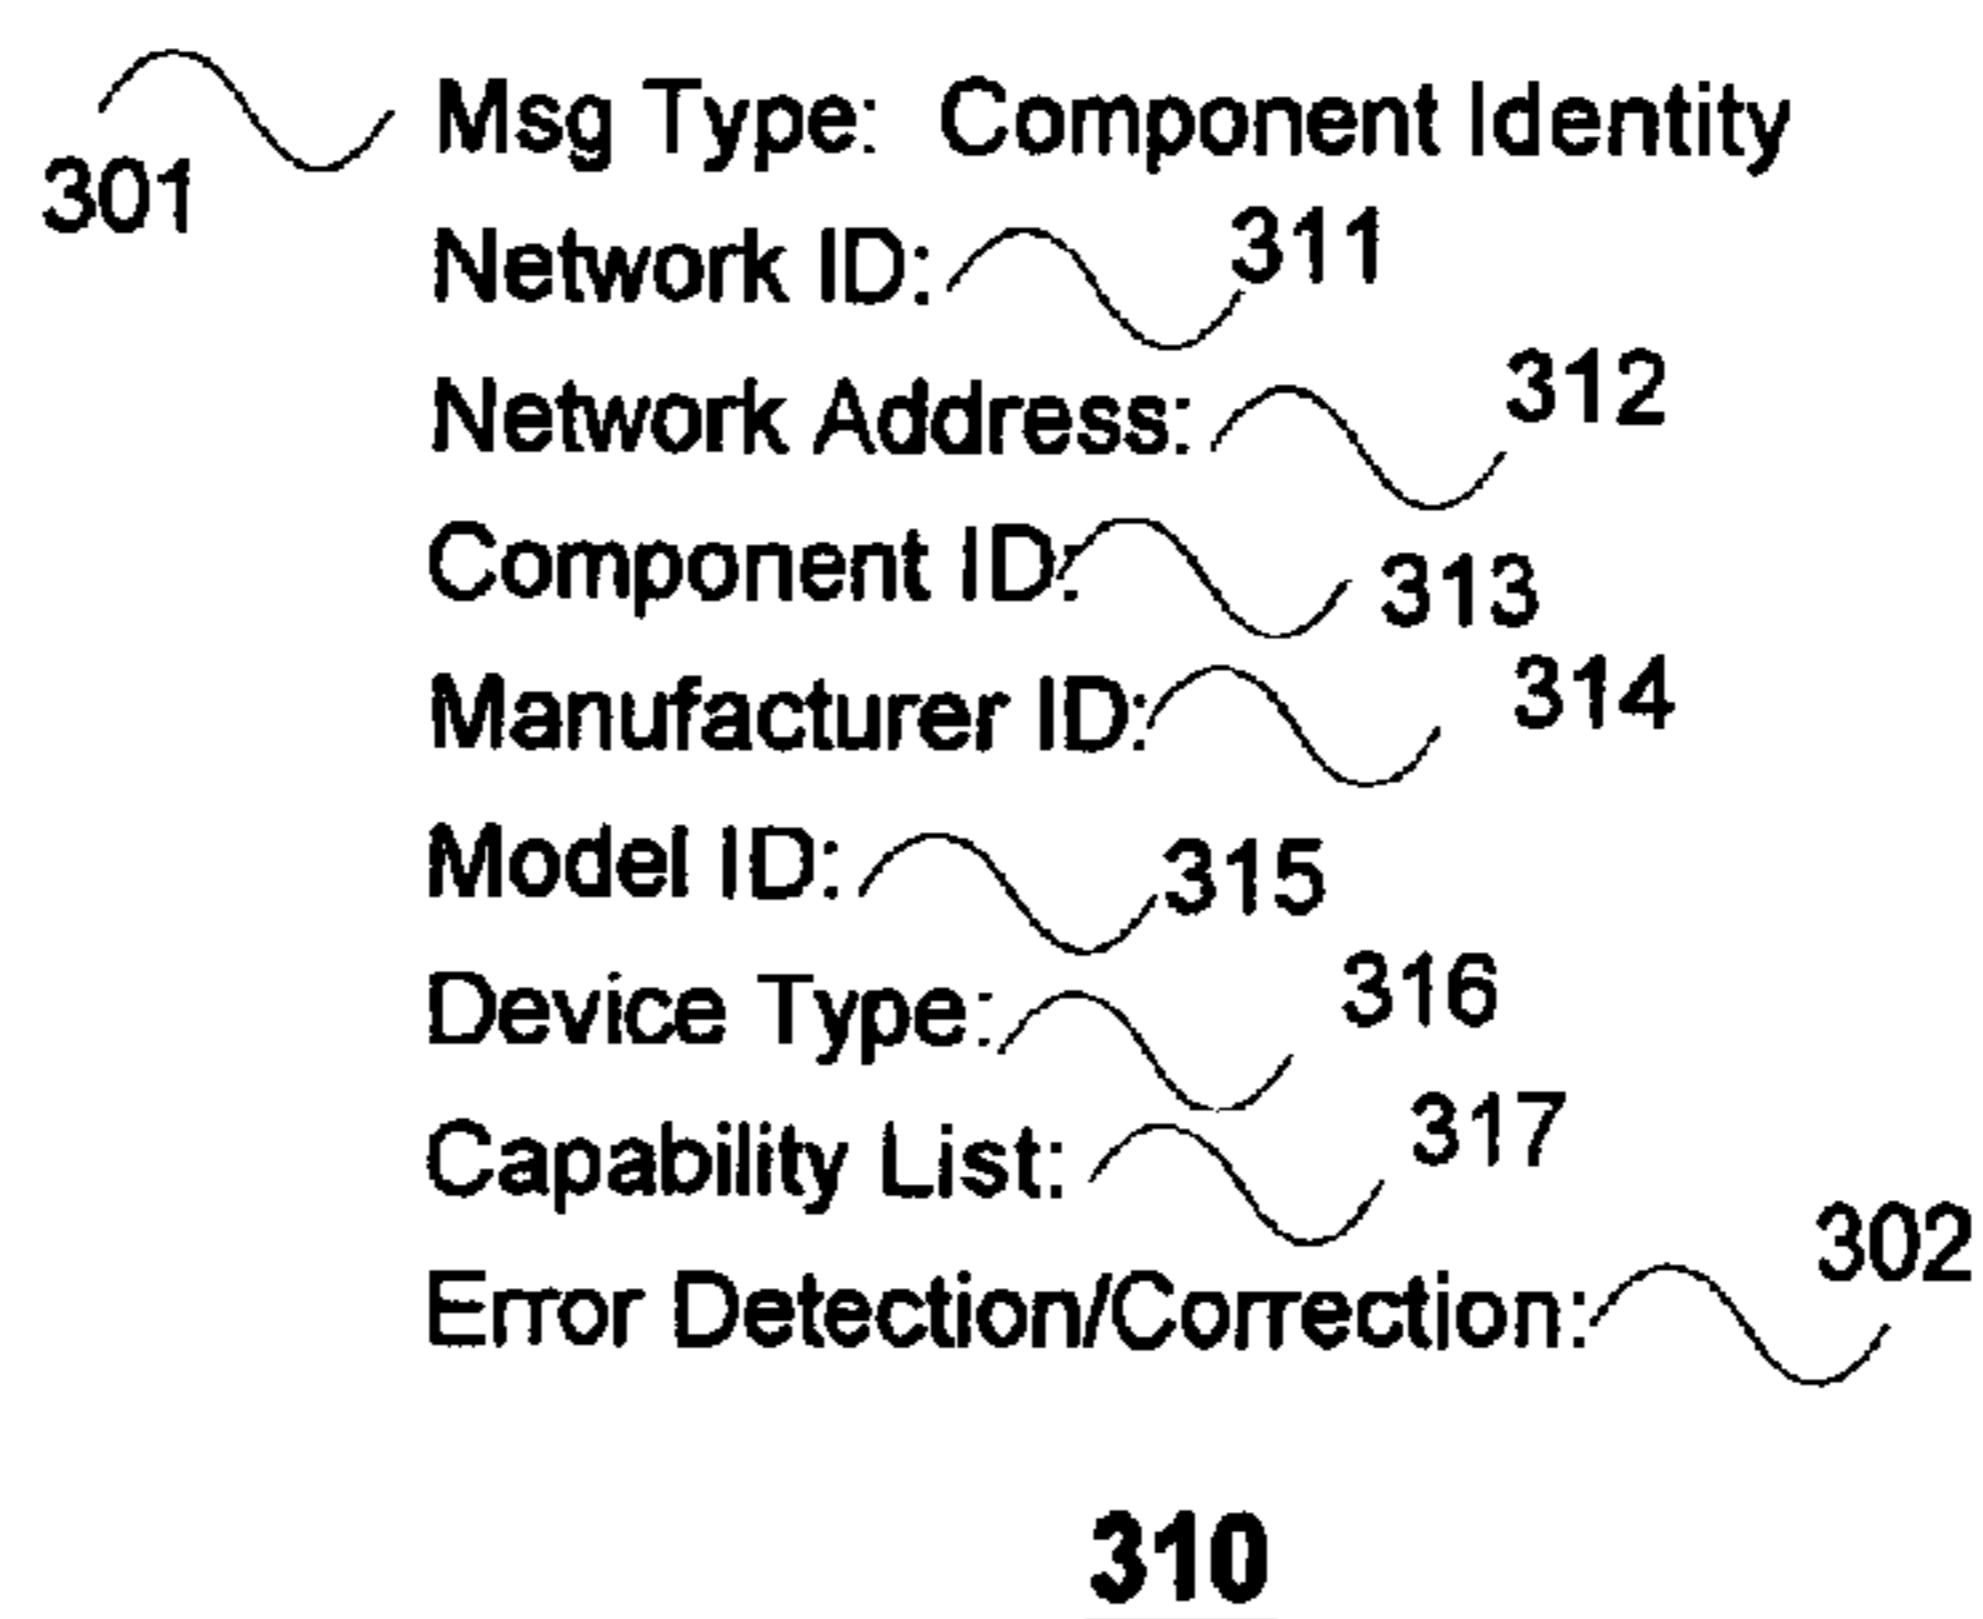 301 Msg Type: Component Identity
Network ID: 311
Network Address: 312
Component ID: 313
Manufacturer ID: 314
Model ID: 315
Device Type: 316
Capability List: 317
Error Detection/Correction: 302
310